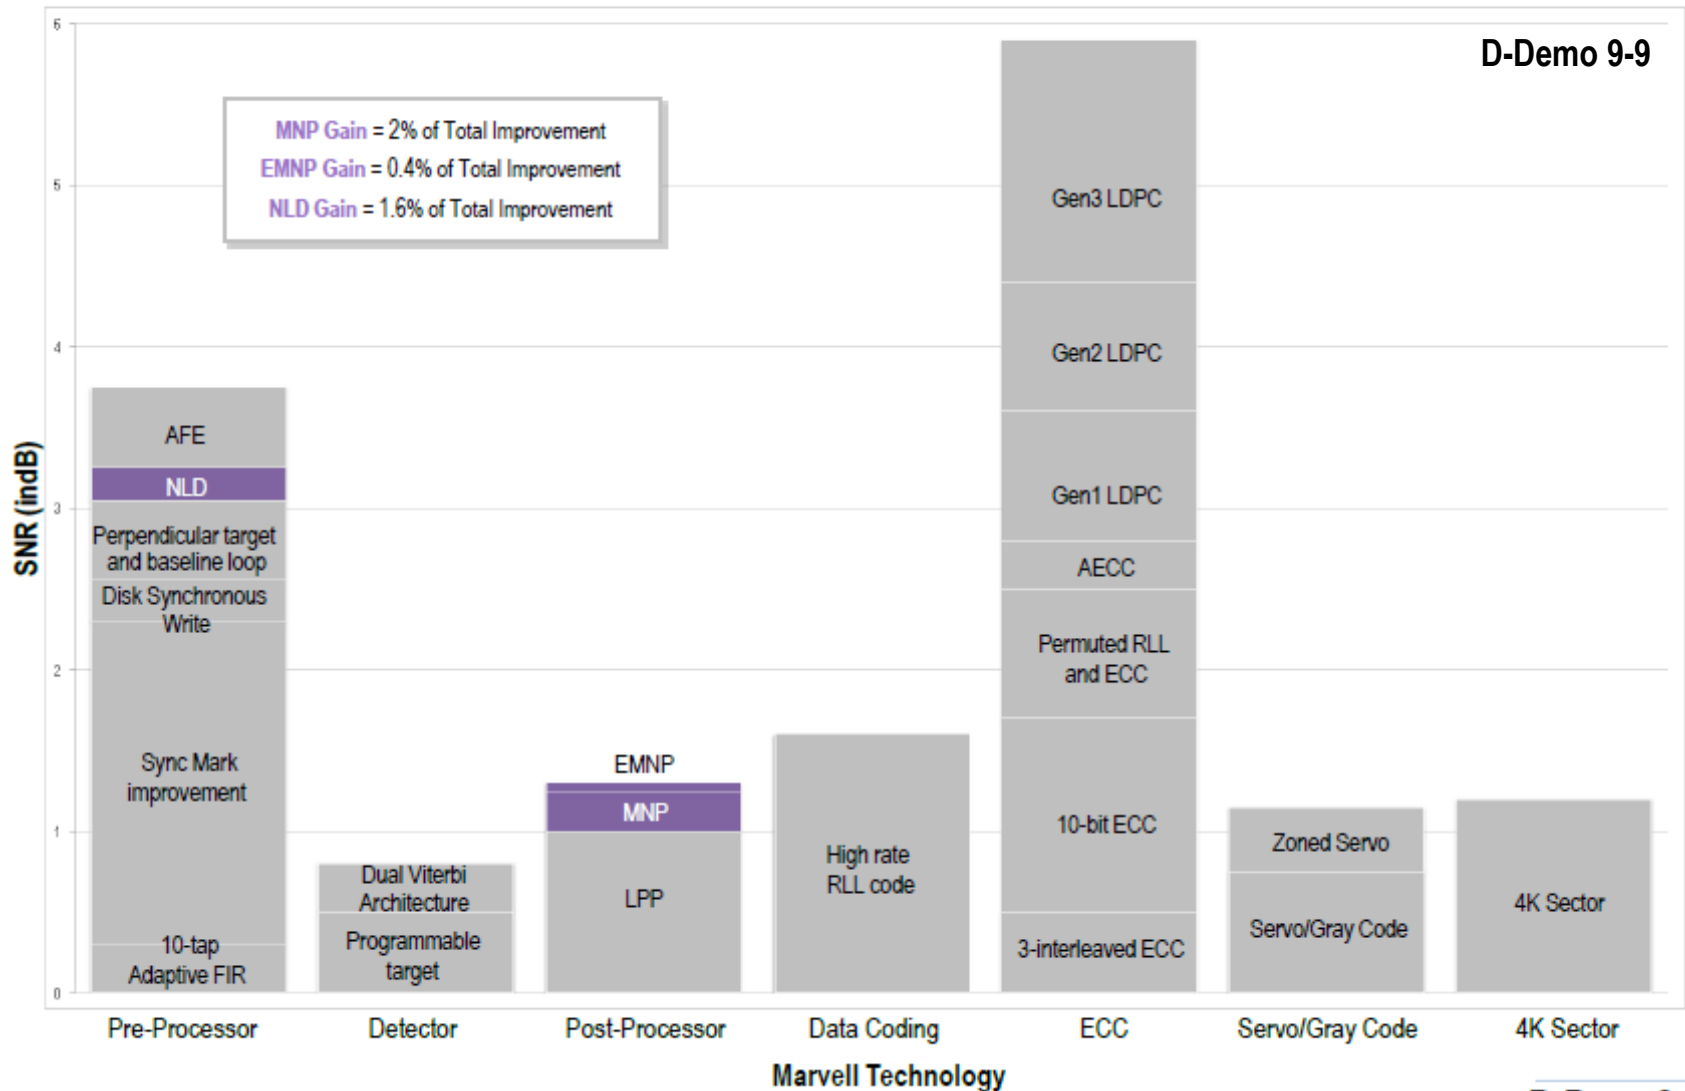 D-Demo 9-9
MNP Gain = 2% of Total Improvement
EMNP Gain = 0.4% of Total Improvement
NLD Gain = 1.6% of Total Improvement
SNR (indB)
6
5
4
3
2
1
0
AFE
NLD
Perpendicular target
and baseline loop
Disk Synchronous
Write
Sync Mark
improvement
10-tap
Adaptive FIR
Dual Viterbi
Architecture
Programmable
target
EMNP
MNP
LPP
High rate
RLL code
Gen3 LDPC
Gen2 LDPC
Gen1 LDPC
AECC
Permuted RLL
and ECC
10-bit ECC
3-interleaved ECC
Zoned Servo
Servo/Gray Code
4K Sector
Pre-Processor
Detector
Post-Processor
Data Coding
ECC
Servo/Gray Code
4K Sector
Marvell Technology